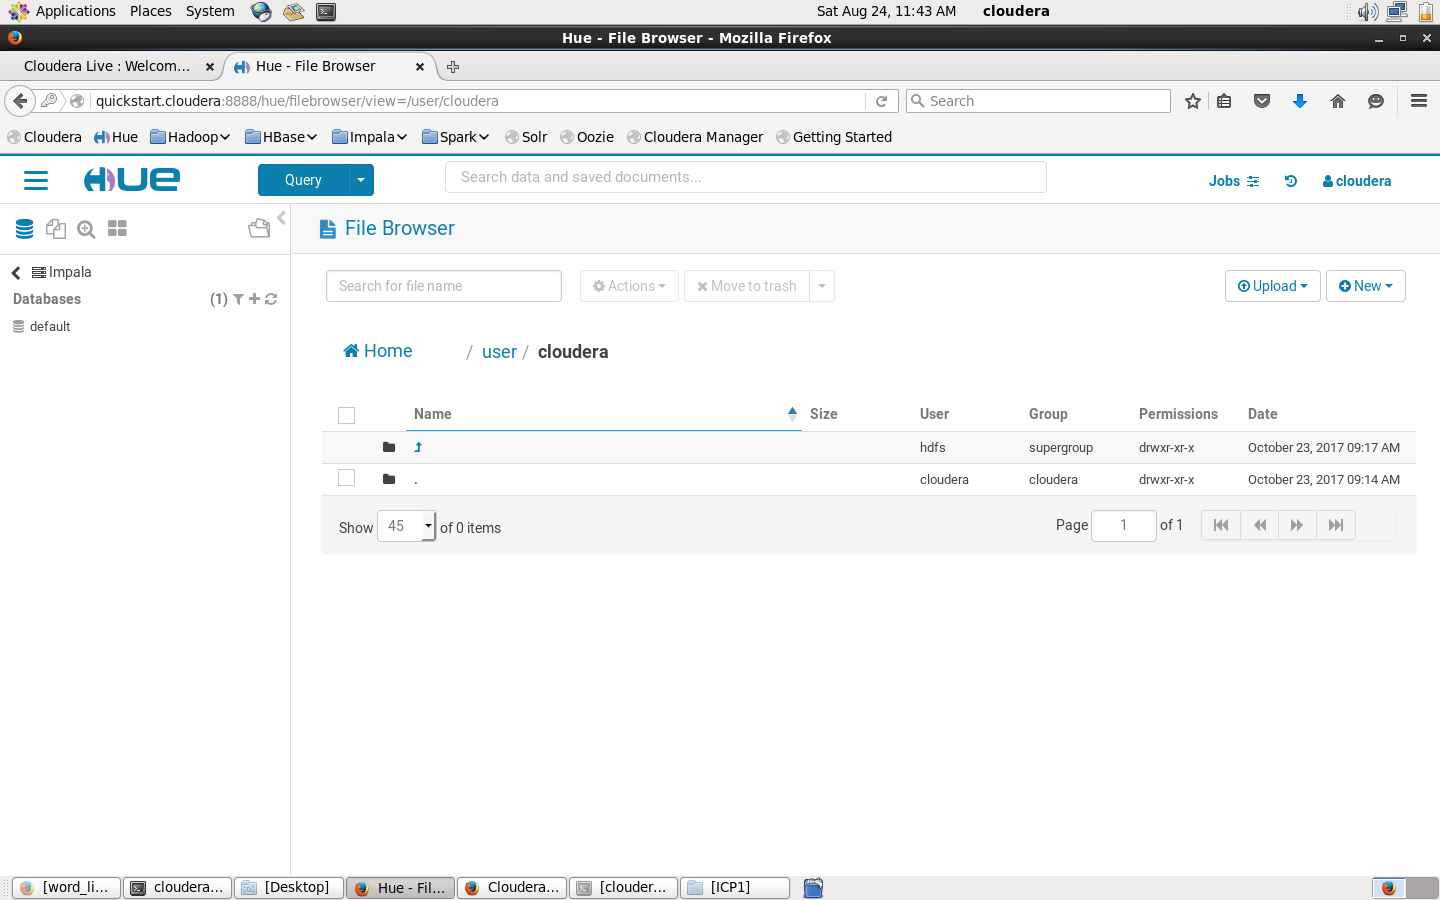 Applications Places System Sat Aug 24, 11:43 AM cloudera
Hue - File Browser - Mozilla Firefox
Cloudera Live : Welcom... Hue - File Browser
quickstart.cloudera:8888/hue/filebrowser/view=/user/cloudera Search
Cloudera Hue Hadoop HBase Impala Spark Solr Oozie Cloudera Manager Getting Started
HUE Query Search data and saved documents... Jobs cloudera
File Browser
Impala
Databases (1)
default
Search for file name Actions Move to trash Upload New
Home / user / cloudera
Name Size User Group Permissions Date
hdfs supergroup drwxr-xr-x October 23, 2017 09:17 AM
. cloudera cloudera drwxr-xr-x October 23, 2017 09:14 AM
Show 45 of 0 items Page 1 of 1
[word_li... cloudera... [Desktop] Hue - Fil... Cloudera... [clouder... [ICP1]